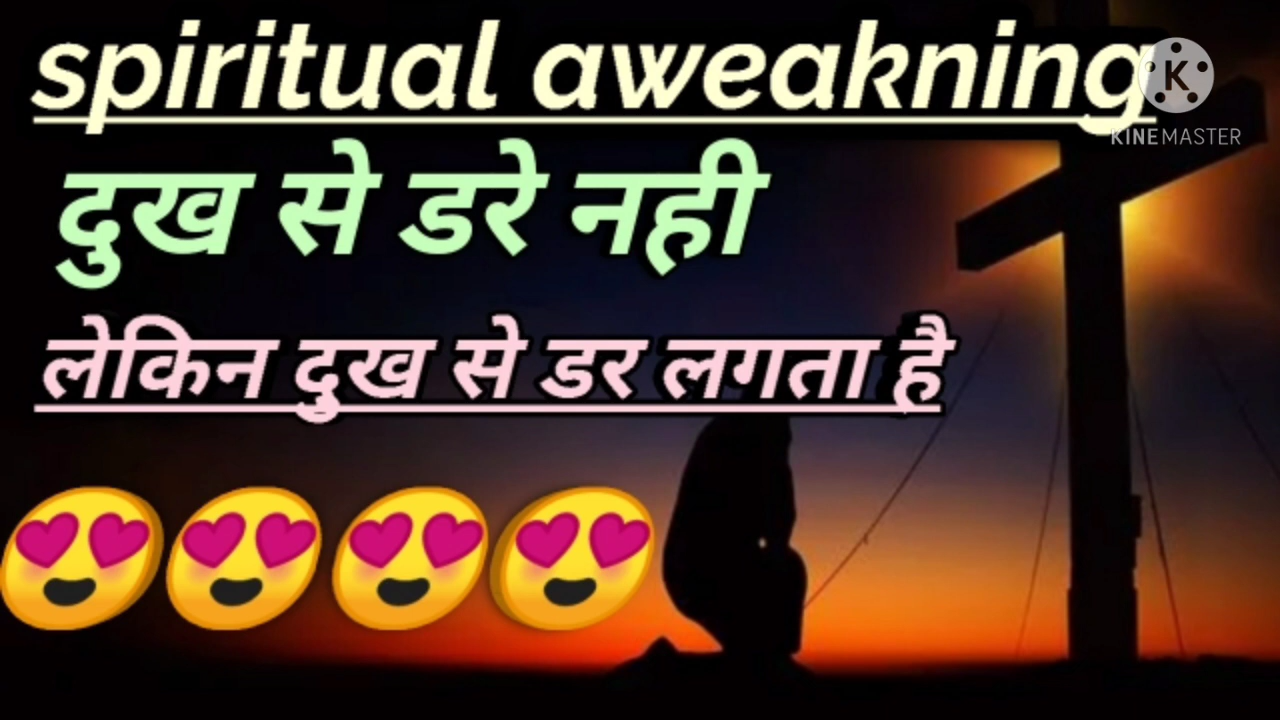 spiritual aweakning
K
KINEMASTER
दुख से डरे नही
लेकिन दुख से डर लगता है